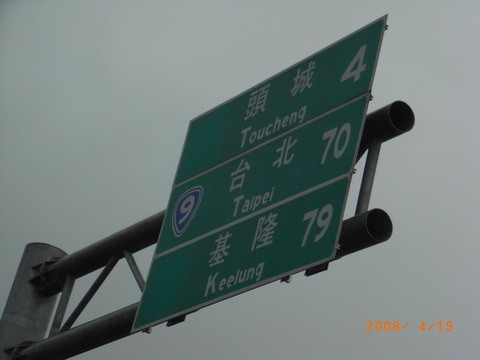 頭城 4
Toucheng
9 台北 70
Taipei
基隆 79
Keelung
2008/ 4/19